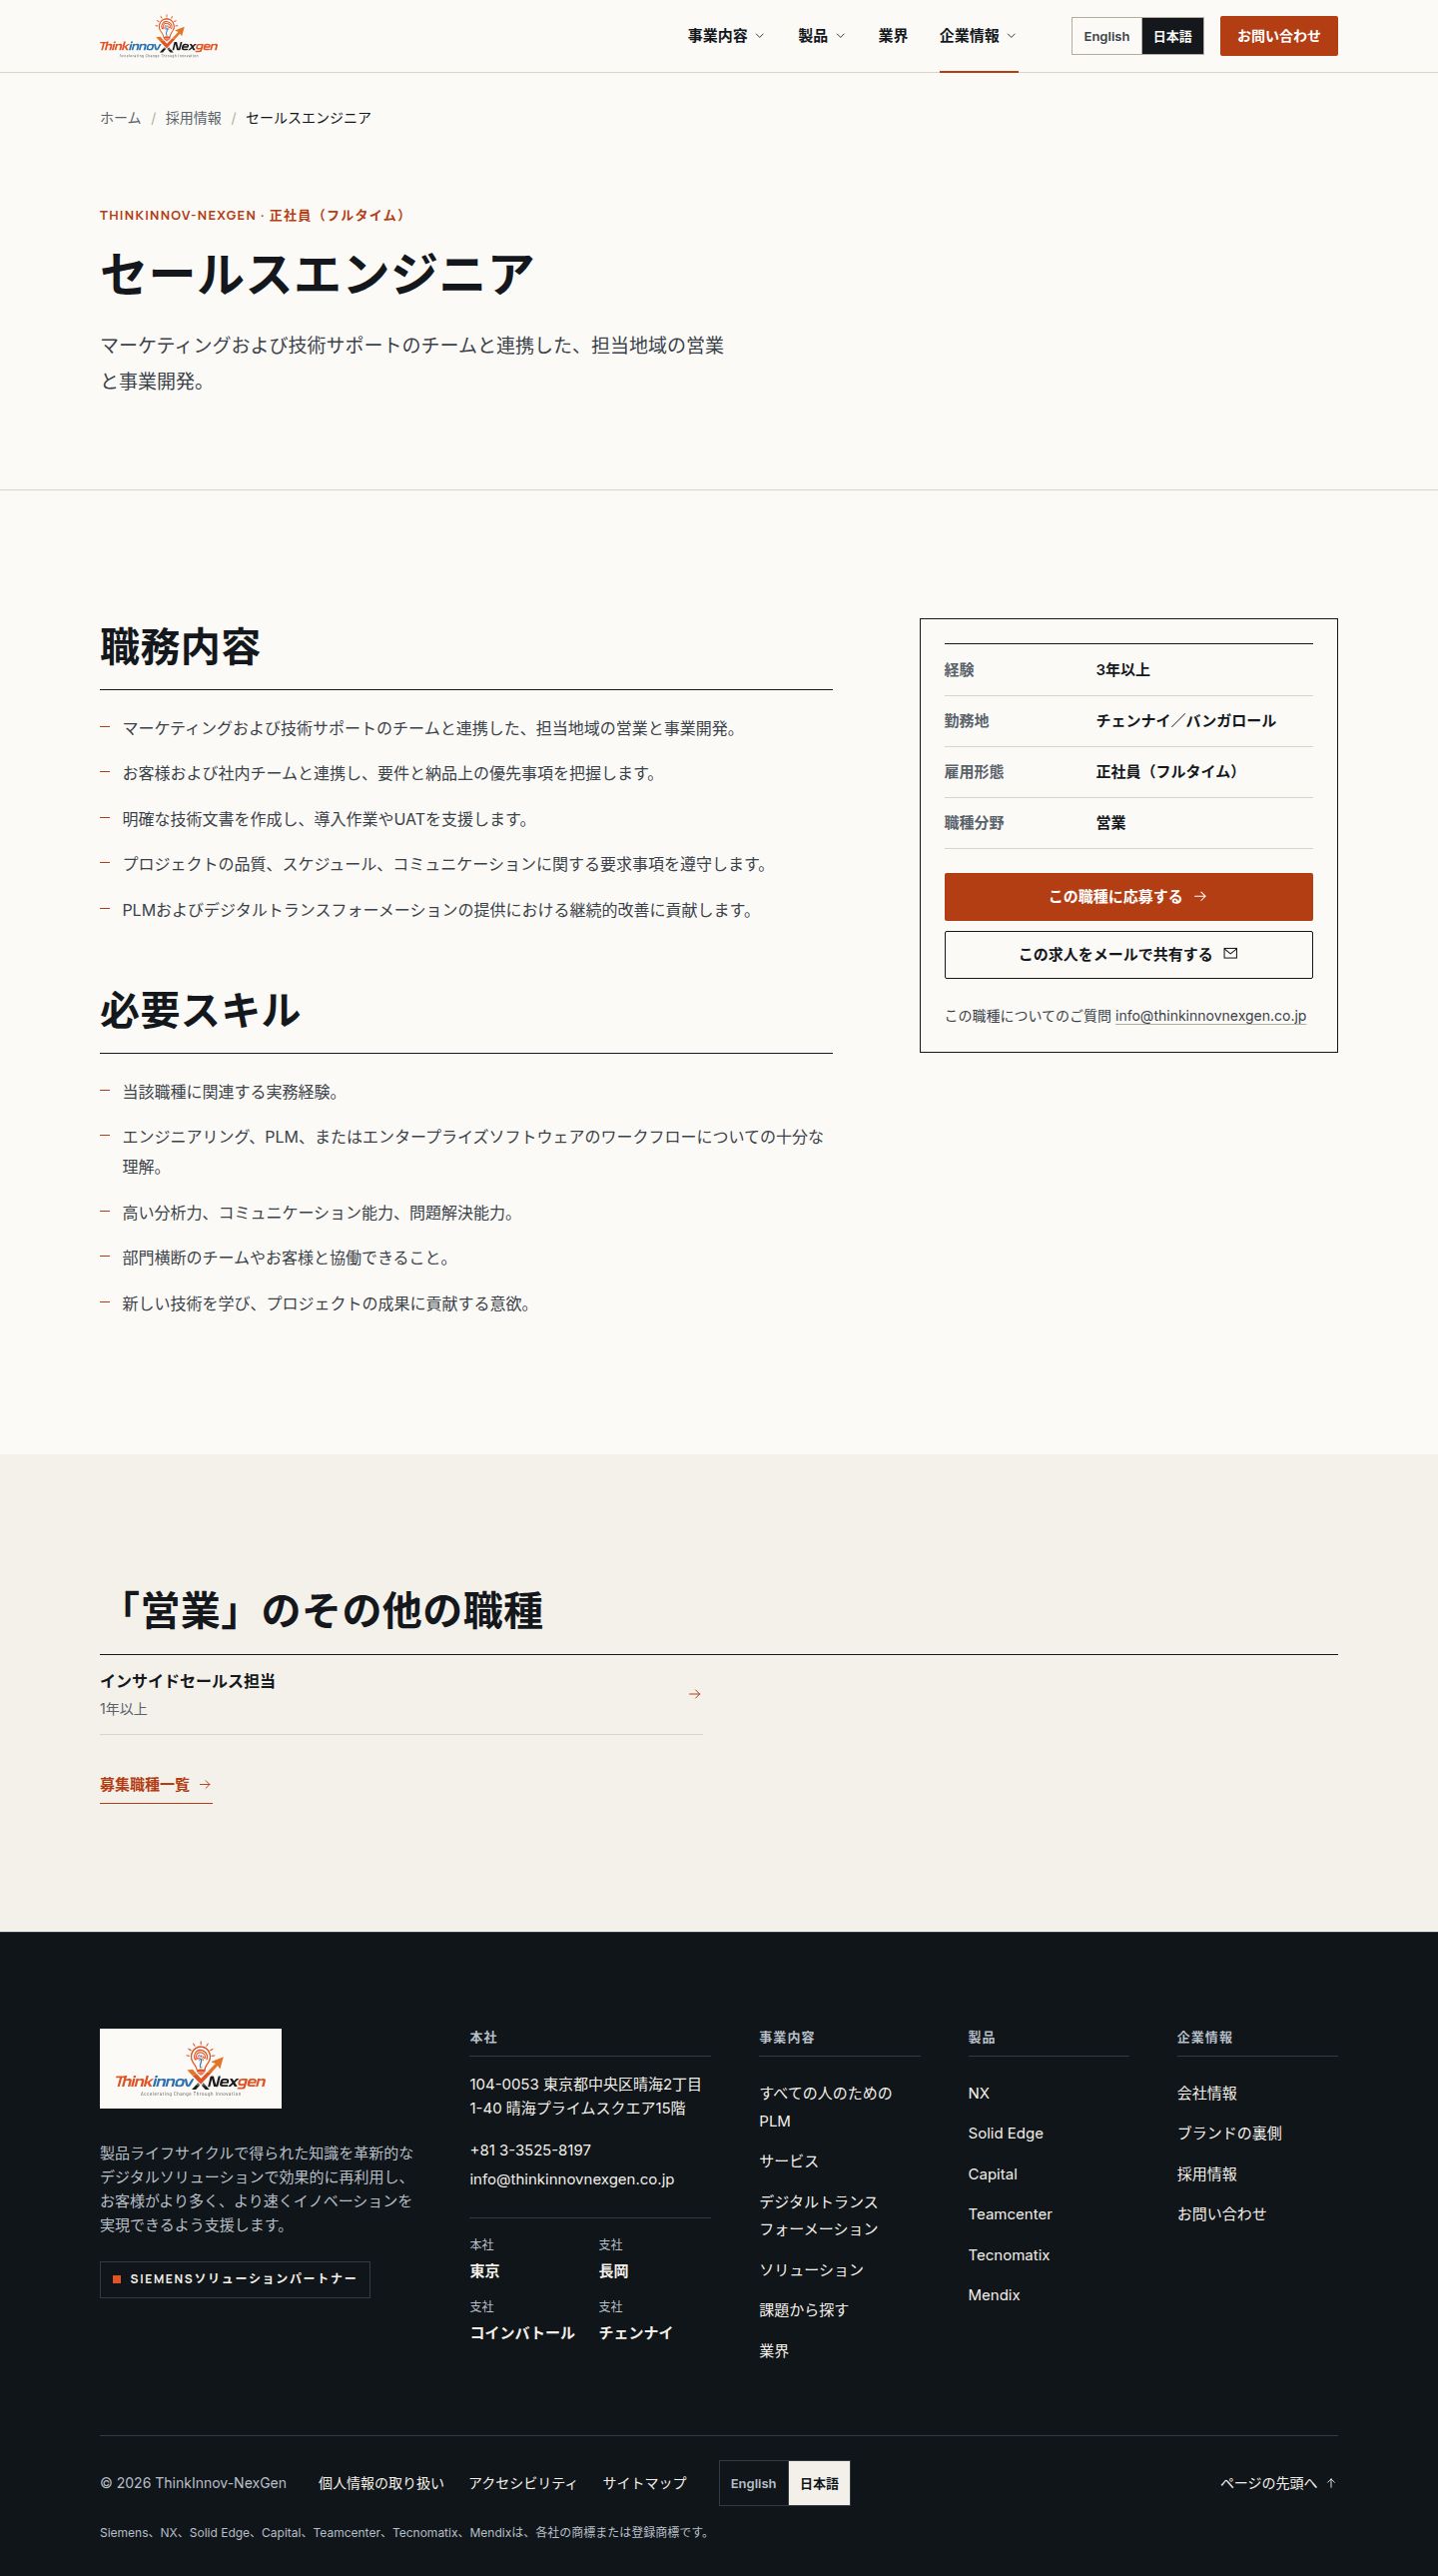 ThinkinnovXNexgen
Accelerating Change Through Innovation
事業内容
製品
業界
企業情報
English
日本語
お問い合わせ
ホーム / 採用情報 / セールスエンジニア
THINKINNOV-NEXGEN · 正社員（フルタイム）
セールスエンジニア
マーケティングおよび技術サポートのチームと連携した、担当地域の営業
と事業開発。
職務内容
マーケティングおよび技術サポートのチームと連携した、担当地域の営業と事業開発。
お客様および社内チームと連携し、要件と納品上の優先事項を把握します。
明確な技術文書を作成し、導入作業やUATを支援します。
プロジェクトの品質、スケジュール、コミュニケーションに関する要求事項を遵守します。
PLMおよびデジタルトランスフォーメーションの提供における継続的改善に貢献します。
必要スキル
当該職種に関連する実務経験。
エンジニアリング、PLM、またはエンタープライズソフトウェアのワークフローについての十分な
理解。
高い分析力、コミュニケーション能力、問題解決能力。
部門横断のチームやお客様と協働できること。
新しい技術を学び、プロジェクトの成果に貢献する意欲。
経験 3年以上
勤務地 チェンナイ／バンガロール
雇用形態 正社員（フルタイム）
職種分野 営業
この職種に応募する →
この求人をメールで共有する
この職種についてのご質問 info@thinkinnovnexgen.co.jp
「営業」のその他の職種
インサイドセールス担当
1年以上
→
募集職種一覧 →
ThinkinnovXNexgen
Accelerating Change Through Innovation
製品ライフサイクルで得られた知識を革新的な
デジタルソリューションで効果的に再利用し、
お客様がより多く、より速くイノベーションを
実現できるよう支援します。
SIEMENSソリューションパートナー
本社
104-0053 東京都中央区晴海2丁目
1-40 晴海プライムスクエア15階
+81 3-3525-8197
info@thinkinnovnexgen.co.jp
本社
東京
支社
長岡
支社
コインバトール
支社
チェンナイ
事業内容
すべての人のための
PLM
サービス
デジタルトランス
フォーメーション
ソリューション
課題から探す
業界
製品
NX
Solid Edge
Capital
Teamcenter
Tecnomatix
Mendix
企業情報
会社情報
ブランドの裏側
採用情報
お問い合わせ
© 2026 ThinkInnov-NexGen
個人情報の取り扱い
アクセシビリティ
サイトマップ
English
日本語
ページの先頭へ ↑
Siemens、NX、Solid Edge、Capital、Teamcenter、Tecnomatix、Mendixは、各社の商標または登録商標です。